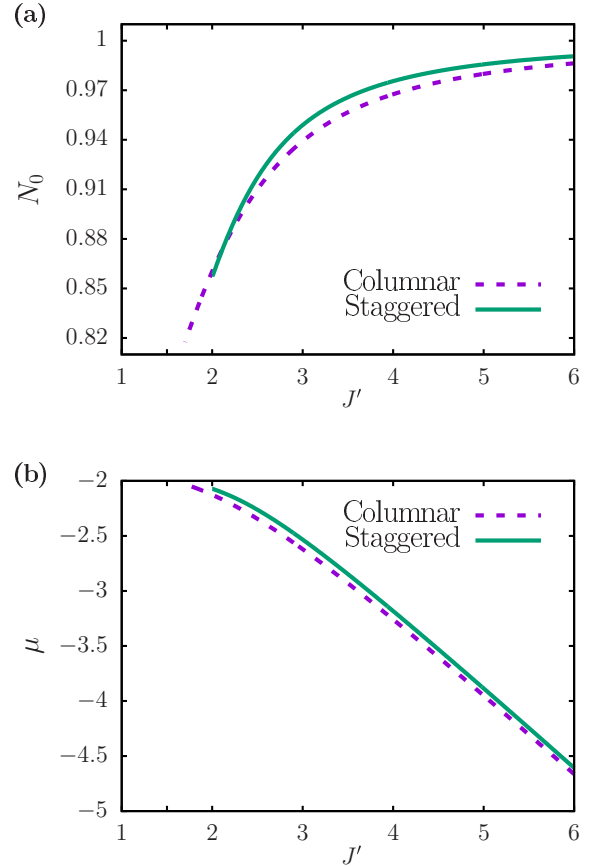 (a)
1
0.97
0.94
0.91
0.88
0.85
0.82
N₀
Columnar
Staggered
1 2 3 4 5 6
J′
(b)
−2
−2.5
−3
−3.5
−4
−4.5
−5
μ
Columnar
Staggered
1 2 3 4 5 6
J′